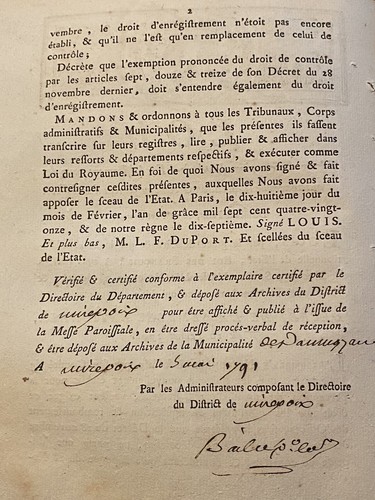 2
vembre, le droit d'enrégistrement n'étoit pas encore
établi, & qu'il ne l'est qu'en remplacement de celui de
contrôle;
Décrète que l'exemption prononcée du droit de contrôle
par les articles sept, douze & treize de son Décret du 28
novembre dernier, doit s'entendre également du droit
d'enrégistrement.
MANDONS & ordonnons à tous les Tribunaux, Corps
administratifs & Municipalités, que les présentes ils fassent
transcrire sur leurs registres, lire, publier & afficher dans
leurs ressorts & départements respectifs, & exécuter comme
Loi du Royaume. En foi de quoi Nous avons signé & fait
contresigner cesdites présentes, auxquelles Nous avons fait
apposer le sceau de l'Etat. A Paris, le dix-huitième jour du
mois de Février, l'an de grâce mil sept cent quatre-vingt-
onze, & de notre règne le dix-septième. Signé LOUIS.
Et plus bas, M. L. F. DUPORT. Et scellées du sceau
de l'Etat.
Vérifié & certifié conforme à l'exemplaire certifié par le
Directoire du Département, & déposé aux Archives du District
de mirepoix pour être affiché & publié à l'issue de
la Messe Paroissiale, en être dressé procés-verbal de réception,
& être déposé aux Archives de la Municipalité
A mirepoix le 5 mai 1791
Par les Administrateurs composant le Directoire
du District de mirepoix